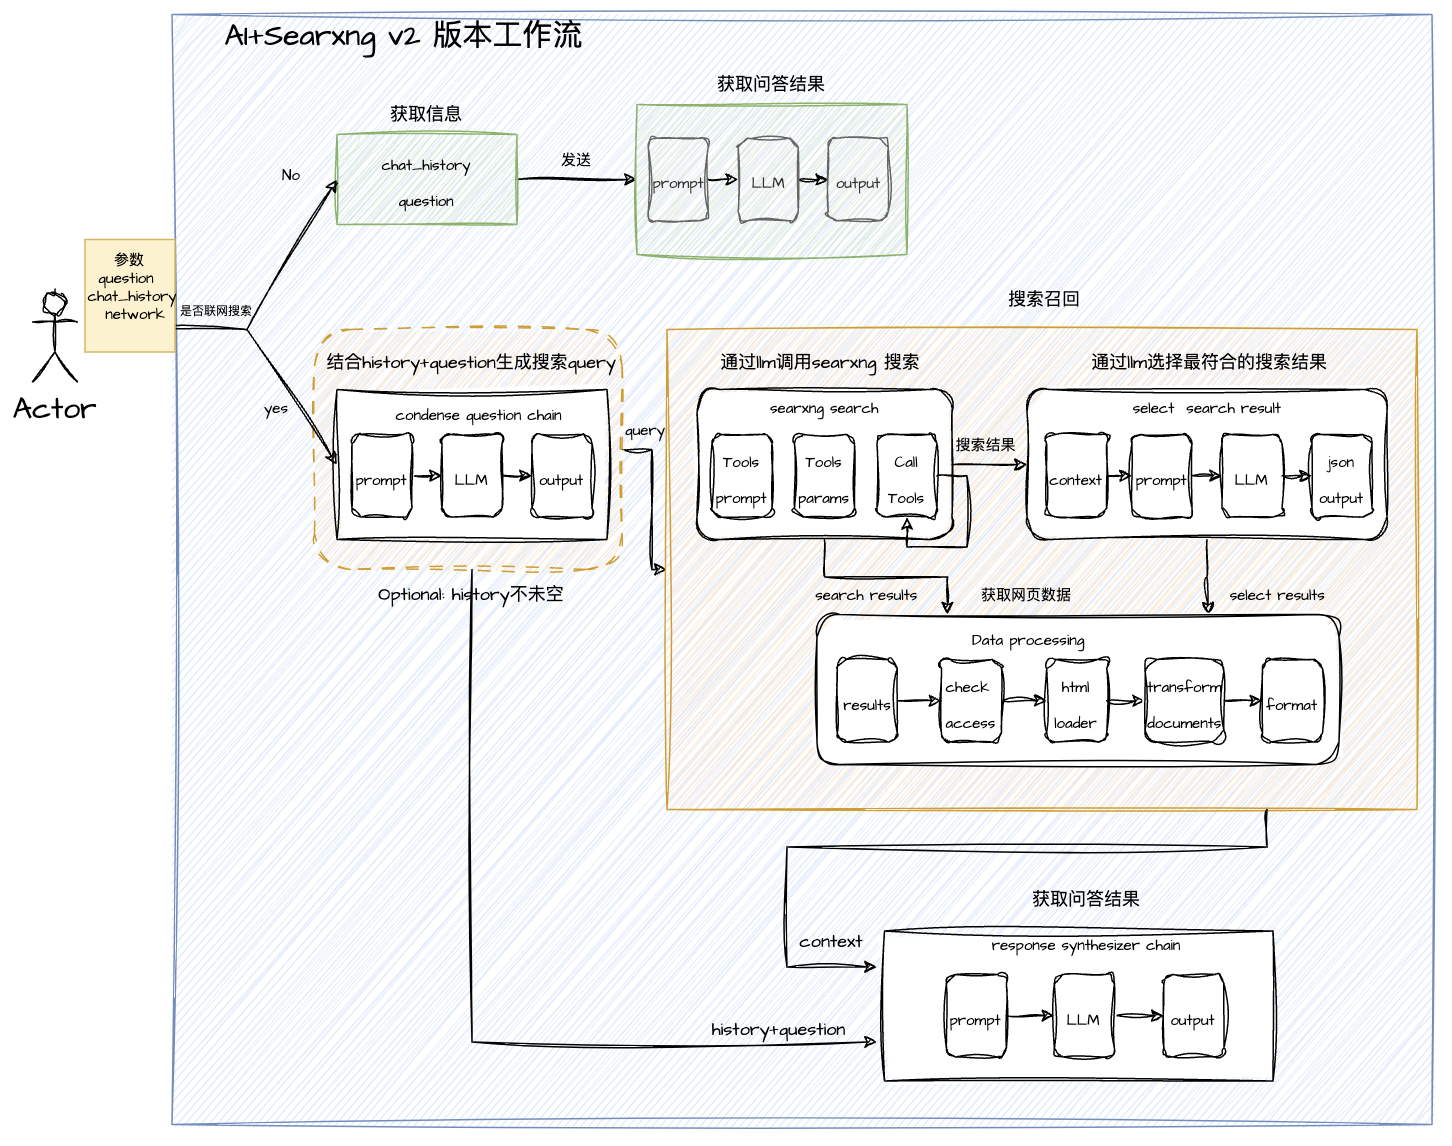 AI+Searxng v2 版本工作流
获取问答结果
获取信息
chat_history
question
发送
prompt
LLM
output
No
参数
question
chat_history
network
是否联网搜索
Actor
yes
结合history+question生成搜索query
condense question chain
prompt
LLM
output
Optional: history不未空
query
搜索召回
通过llm调用searxng 搜索
searxng search
Tools
prompt
Tools
params
Call
Tools
搜索结果
通过llm选择最符合的搜索结果
select search result
context
prompt
LLM
json
output
search results
获取网页数据
select results
Data processing
results
check
access
html
loader
transform
documents
format
获取问答结果
context
response synthesizer chain
prompt
LLM
output
history+question